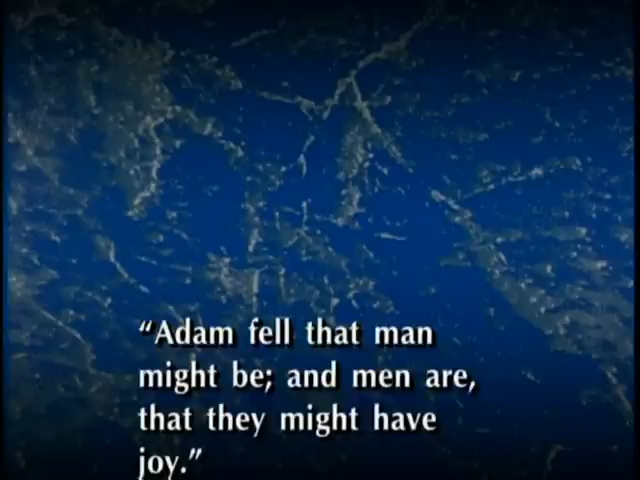 “Adam fell that man
might be; and men are,
that they might have
joy.”